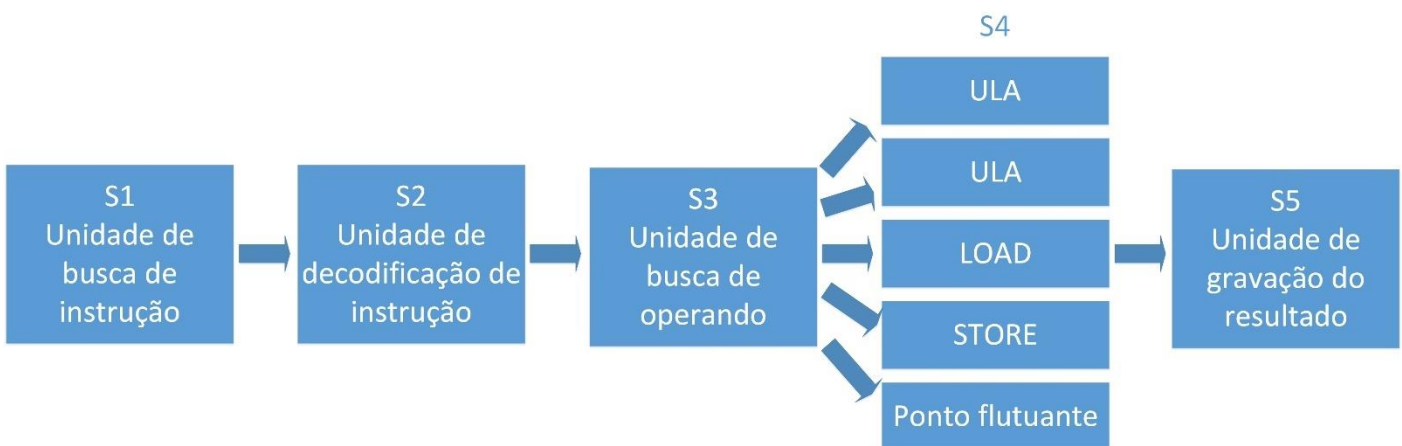 S1
Unidade de
busca de
instrução
S2
Unidade de
decodificação de
instrução
S3
Unidade de
busca de
operando
S4
ULA
ULA
LOAD
STORE
Ponto flutuante
S5
Unidade de
gravação do
resultado